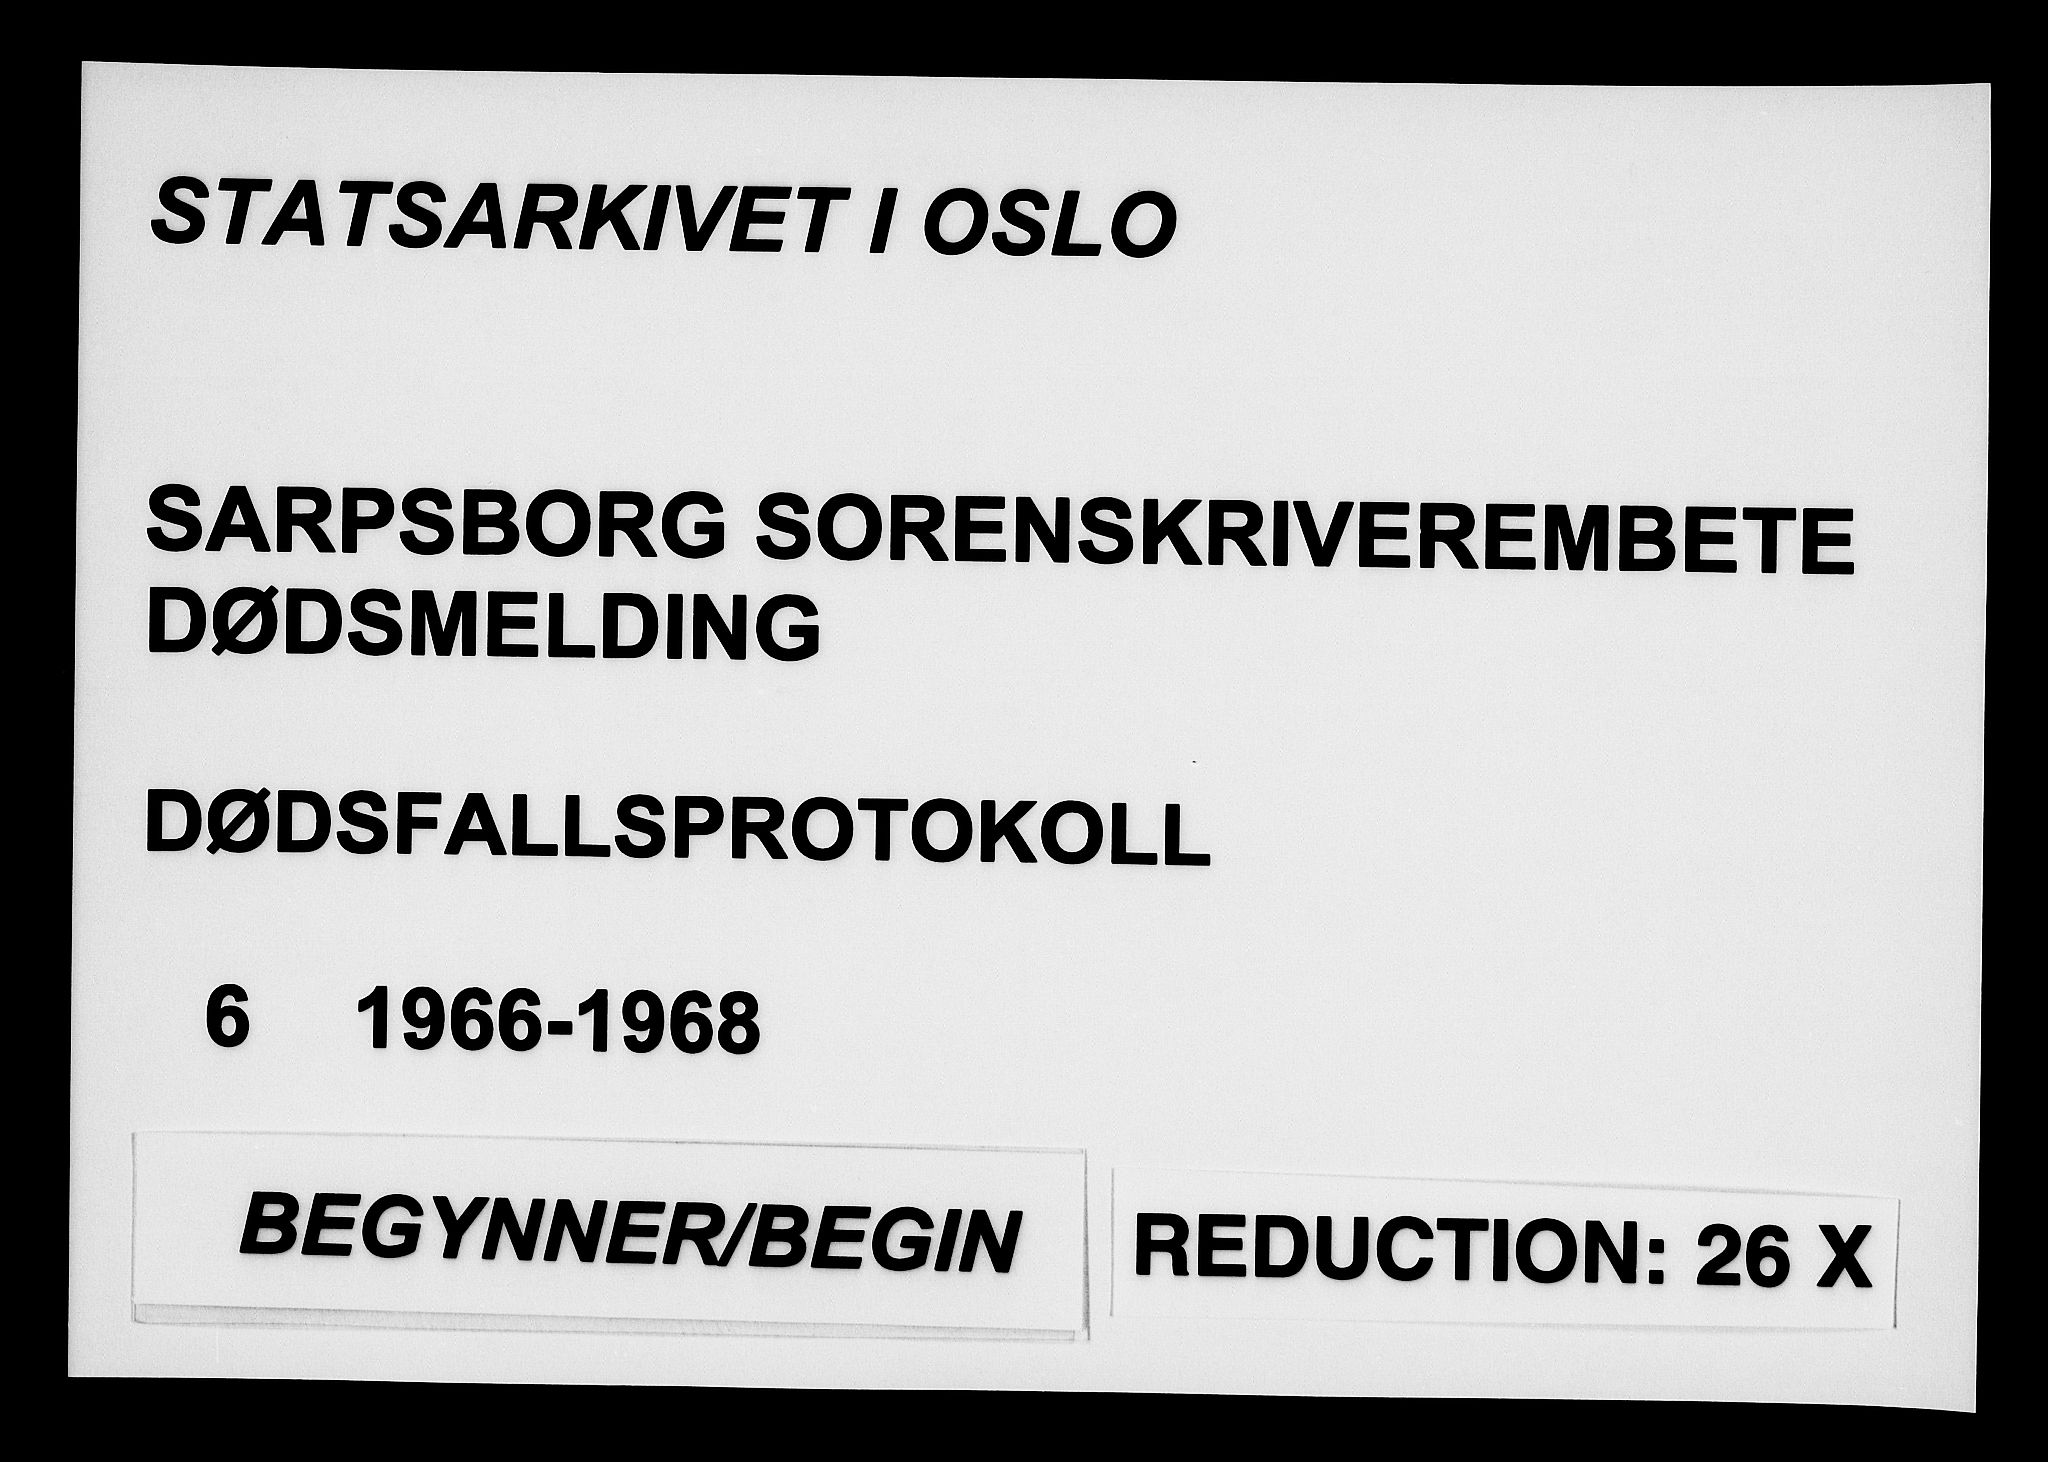 STATSARKIVET I OSLO
SARPSBORG SORENSKRIVEREMBETE
DØDSMELDING
DØDSFALLSPROTOKOLL
6 1966-1968
BEGYNNER/BEGIN
REDUCTION: 26 X